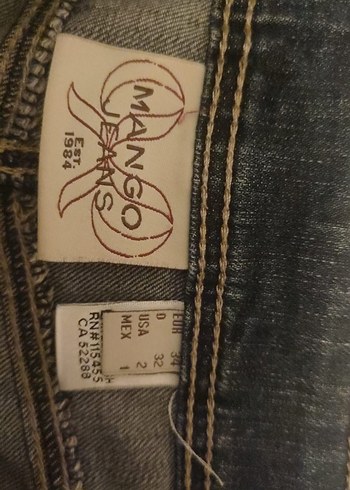 MANGO
JEANS
EST.
1984
EUR 34
D 32
USA 2
MEX 1
RN#115455
CA 52288